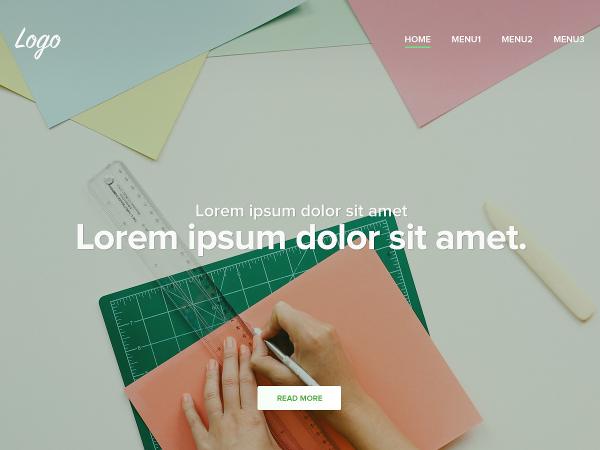 Logo
HOME MENU1 MENU2 MENU3
Lorem ipsum dolor sit amet
Lorem ipsum dolor sit amet.
READ MORE